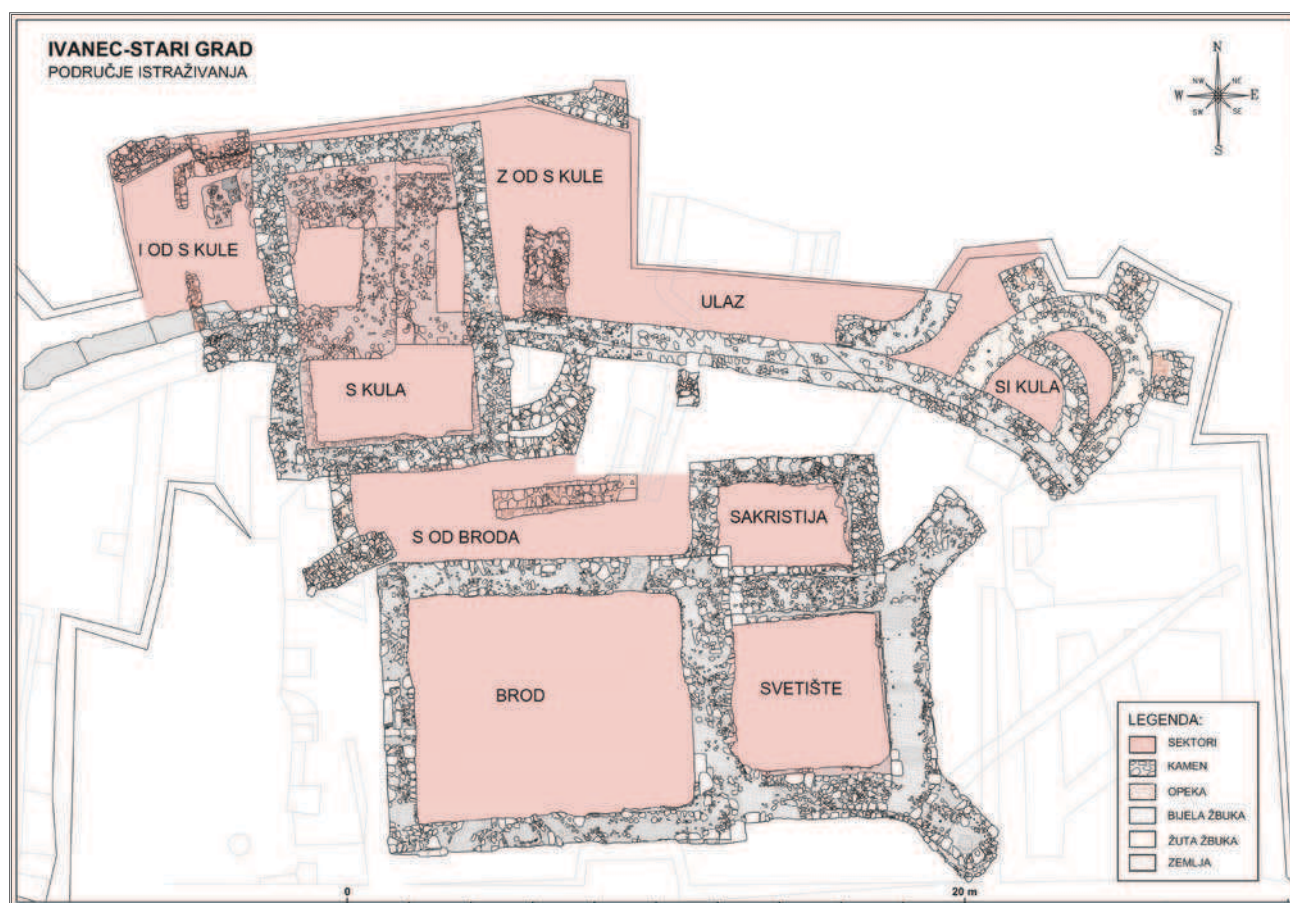 IVANEC-STARI GRAD
PODRUČJE ISTRAŽIVANJA
N
NW NE
W E
SW SE
S
Z OD S KULE
I OD S KULE
ULAZ
S KULA
SI KULA
SAKRISTIJA
S OD BRODA
BROD
SVETIŠTE
LEGENDA:
SEKTORI
KAMEN
OPEKA
BIJELA ŽBUKA
ŽUTA ŽBUKA
ZEMLJA
0 20 m